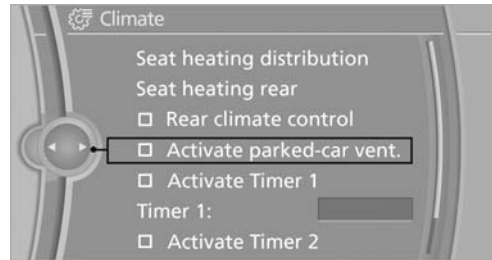 Climate
Seat heating distribution
Seat heating rear
Rear climate control
Activate parked-car vent.
Activate Timer 1
Timer 1:
Activate Timer 2